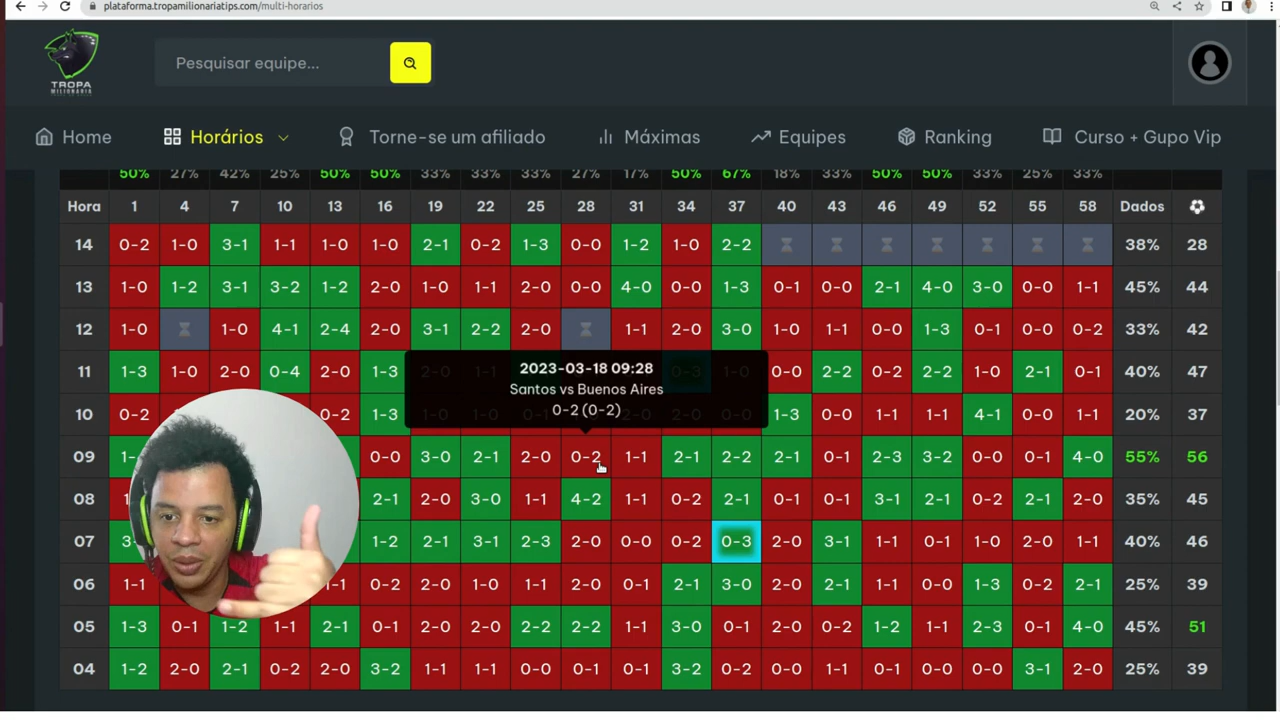 plataforma.tropamilionariatips.com/multi-horarios
TROPA
MILIONARIA
Pesquisar equipe...
Home Horários Torne-se um afiliado Máximas Equipes Ranking Curso + Gupo Vip
50% 27% 42% 25% 50% 50% 33% 33% 33% 27% 17% 50% 67% 18% 33% 50% 50% 33% 25% 33%
Hora 1 4 7 10 13 16 19 22 25 28 31 34 37 40 43 46 49 52 55 58 Dados
14 0-2 1-0 3-1 1-1 1-0 1-0 2-1 0-2 1-3 0-0 1-2 1-0 2-2 38% 28
13 1-0 1-2 3-1 3-2 1-2 2-0 1-0 1-1 2-0 0-0 4-0 0-0 1-3 0-1 0-0 2-1 4-0 3-0 0-0 1-1 45% 44
12 1-0 1-0 4-1 2-4 2-0 3-1 2-2 2-0 1-1 2-0 3-0 1-0 1-1 0-0 1-3 0-1 0-0 0-2 33% 42
11 1-3 1-0 2-0 0-4 2-0 1-3 2-0 1-1 0-3 1-0 0-0 2-2 0-2 2-2 1-0 2-1 0-1 40% 47
2023-03-18 09:28
Santos vs Buenos Aires
0-2 (0-2)
10 0-2 0-2 1-3 1-0 1-0 2-0 2-0 0-0 1-3 0-0 1-1 1-1 4-1 0-0 1-1 20% 37
09 0-0 3-0 2-1 2-0 0-2 1-1 2-1 2-2 2-1 0-1 2-3 3-2 1-1 0-0 4-0 55% 56
08 2-1 2-0 3-0 1-1 4-2 1-1 0-2 2-1 0-1 0-1 3-1 2-1 0-2 2-1 2-0 35% 45
07 1-2 2-1 3-1 2-3 2-0 0-0 0-2 0-3 2-0 3-1 1-1 0-1 1-0 2-0 1-1 40% 46
06 1-1 0-2 2-0 1-0 1-1 2-0 0-1 2-1 3-0 2-0 2-1 1-1 0-0 1-3 0-2 2-1 25% 39
05 1-3 0-1 1-2 1-1 2-1 0-1 2-0 2-0 2-2 2-2 1-1 3-0 0-1 2-0 0-2 1-2 1-1 2-3 0-1 4-0 45% 51
04 1-2 2-0 2-1 0-2 2-0 3-2 1-1 1-1 0-0 0-1 0-0 3-2 0-2 0-0 1-1 0-1 0-0 0-1 3-1 2-0 25% 39